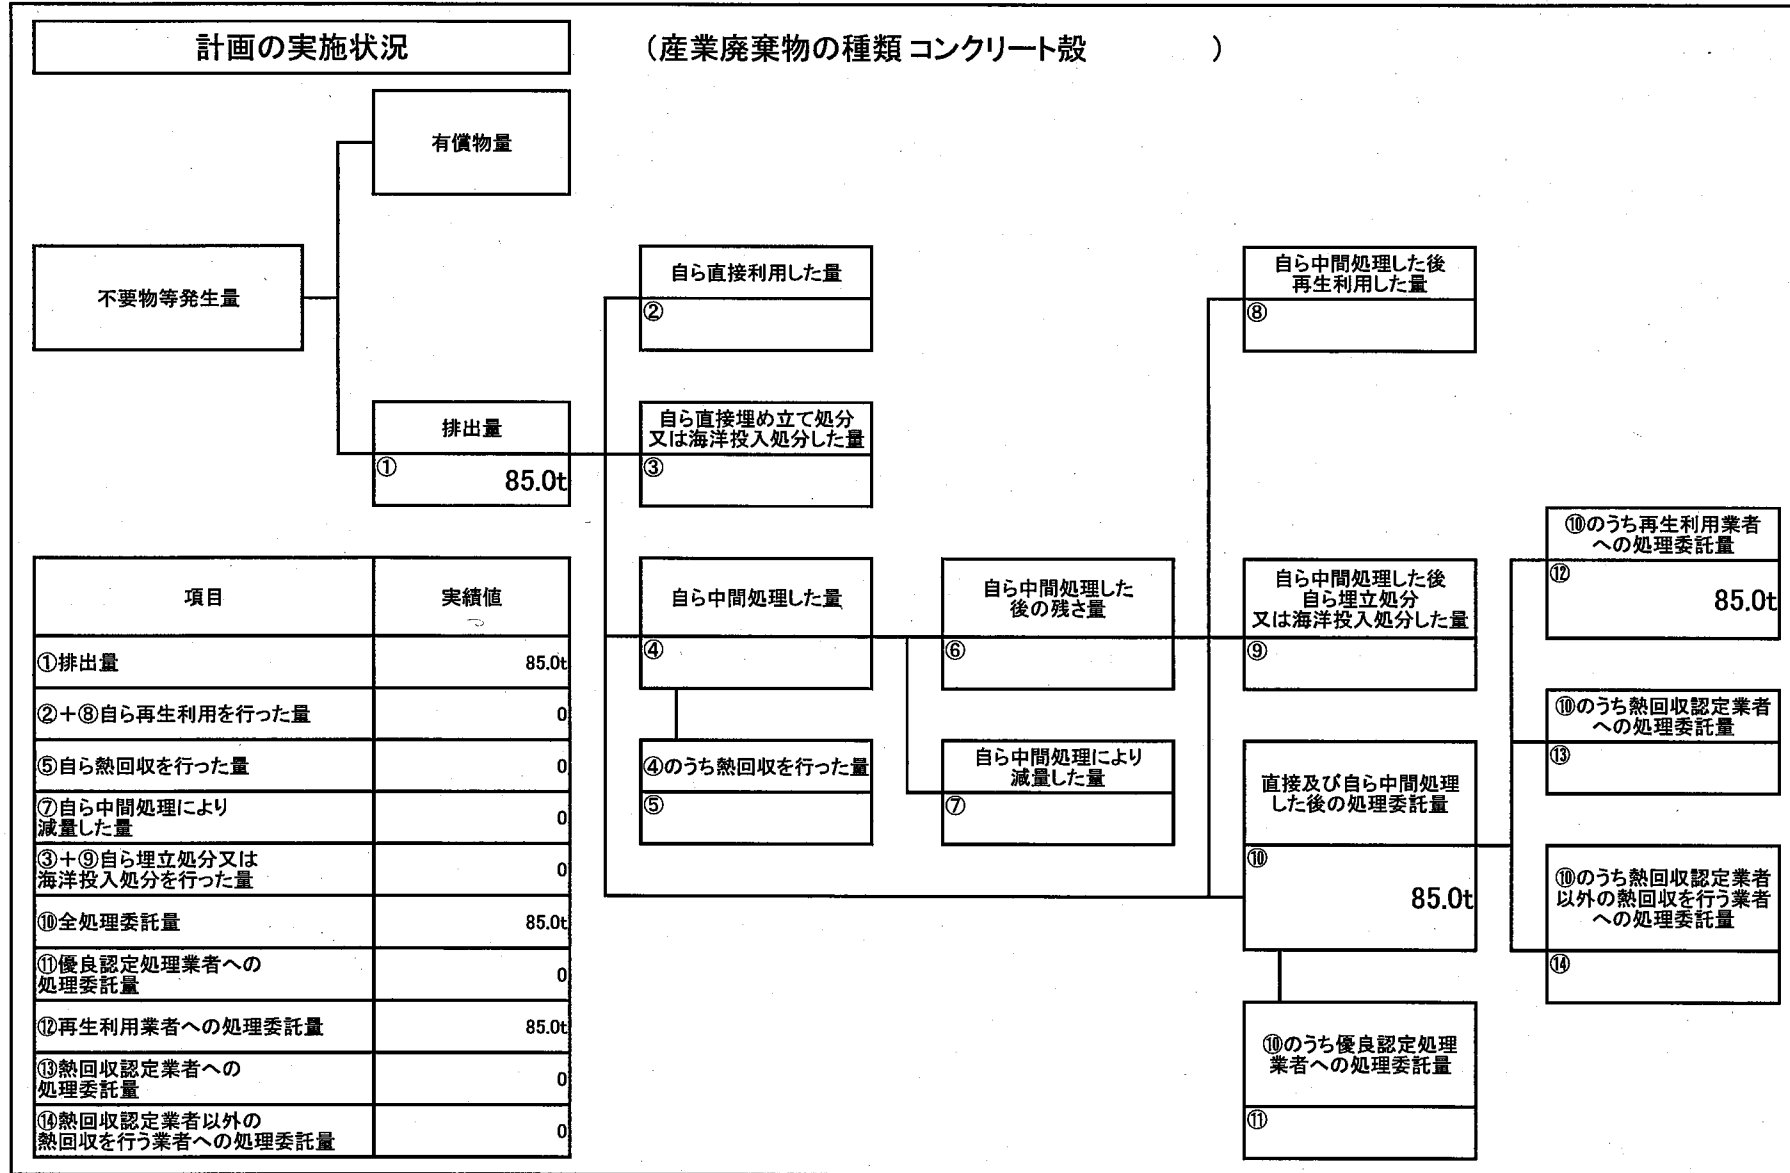 計画の実施状況
（産業廃棄物の種類 コンクリート殻　　　　）
有償物量
不要物等発生量
排出量
①
85.0t
自ら直接利用した量
②
自ら直接埋め立て処分
又は海洋投入処分した量
③
自ら中間処理した量
④
④のうち熱回収を行った量
⑤
自ら中間処理した
後の残さ量
⑥
自ら中間処理により
減量した量
⑦
自ら中間処理した後
再生利用した量
⑧
自ら中間処理した後
自ら埋立処分
又は海洋投入処分した量
⑨
直接及び自ら中間処理
した後の処理委託量
⑩
85.0t
⑩のうち優良認定処理
業者への処理委託量
⑪
⑩のうち再生利用業者
への処理委託量
⑫
85.0t
⑩のうち熱回収認定業者
への処理委託量
⑬
⑩のうち熱回収認定業者
以外の熱回収を行う業者
への処理委託量
⑭
項目 実績値
①排出量 85.0t
②＋⑧自ら再生利用を行った量 0
⑤自ら熱回収を行った量 0
⑦自ら中間処理により
減量した量 0
③＋⑨自ら埋立処分又は
海洋投入処分を行った量 0
⑩全処理委託量 85.0t
⑪優良認定処理業者への
処理委託量 0
⑫再生利用業者への処理委託量 85.0t
⑬熱回収認定業者への
処理委託量 0
⑭熱回収認定業者以外の
熱回収を行う業者への処理委託量 0